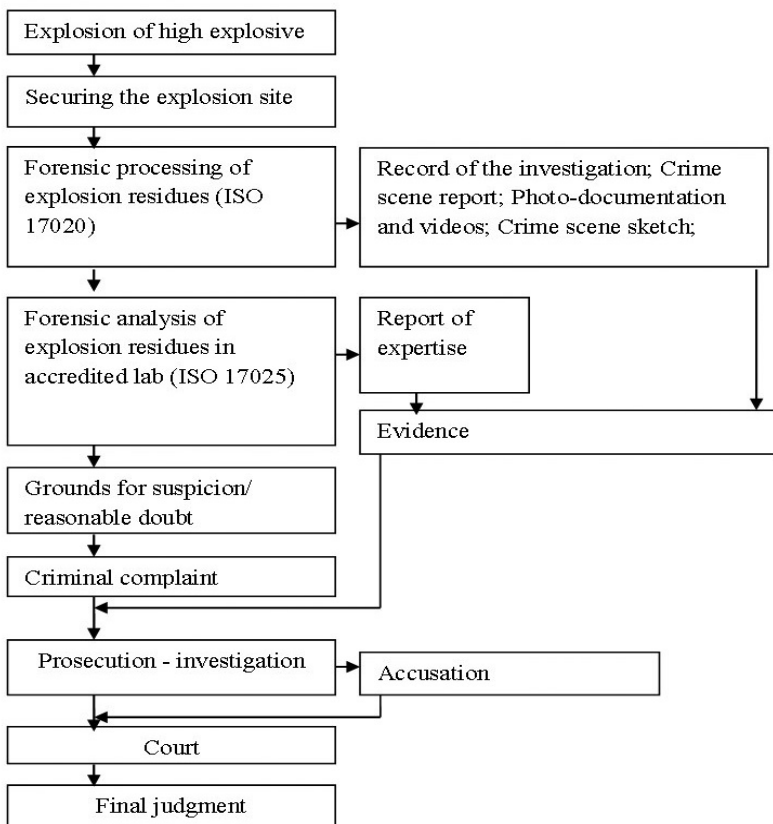 Explosion of high explosive
Securing the explosion site
Forensic processing of
explosion residues (ISO
17020)
Record of the investigation; Crime
scene report; Photo-documentation
and videos; Crime scene sketch;
Forensic analysis of
explosion residues in
accredited lab (ISO 17025)
Report of
expertise
Evidence
Grounds for suspicion/
reasonable doubt
Criminal complaint
Prosecution - investigation
Accusation
Court
Final judgment